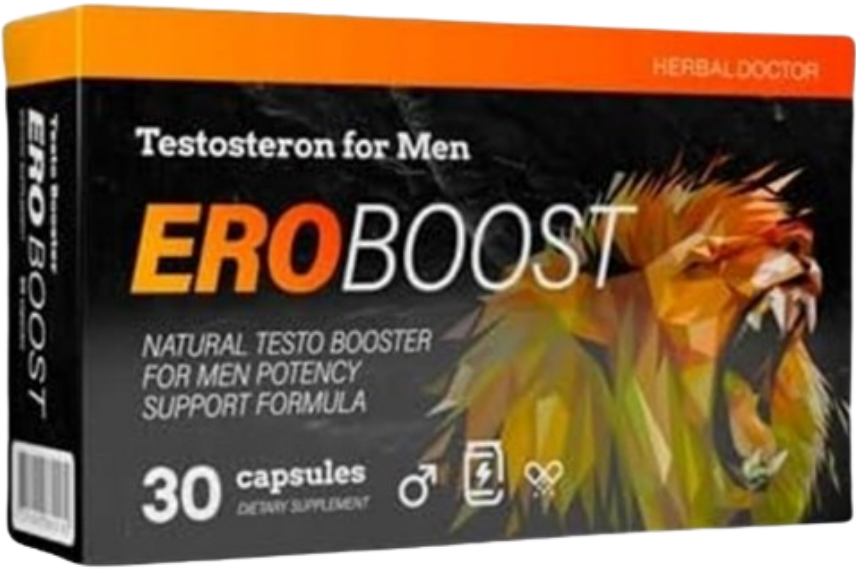 HERBAL DOCTOR
Testosteron for Men
EROBOOST
NATURAL TESTO BOOSTER
FOR MEN POTENCY
SUPPORT FORMULA
30 capsules
DIETARY SUPPLEMENT
Testo Booster
EROBOOST